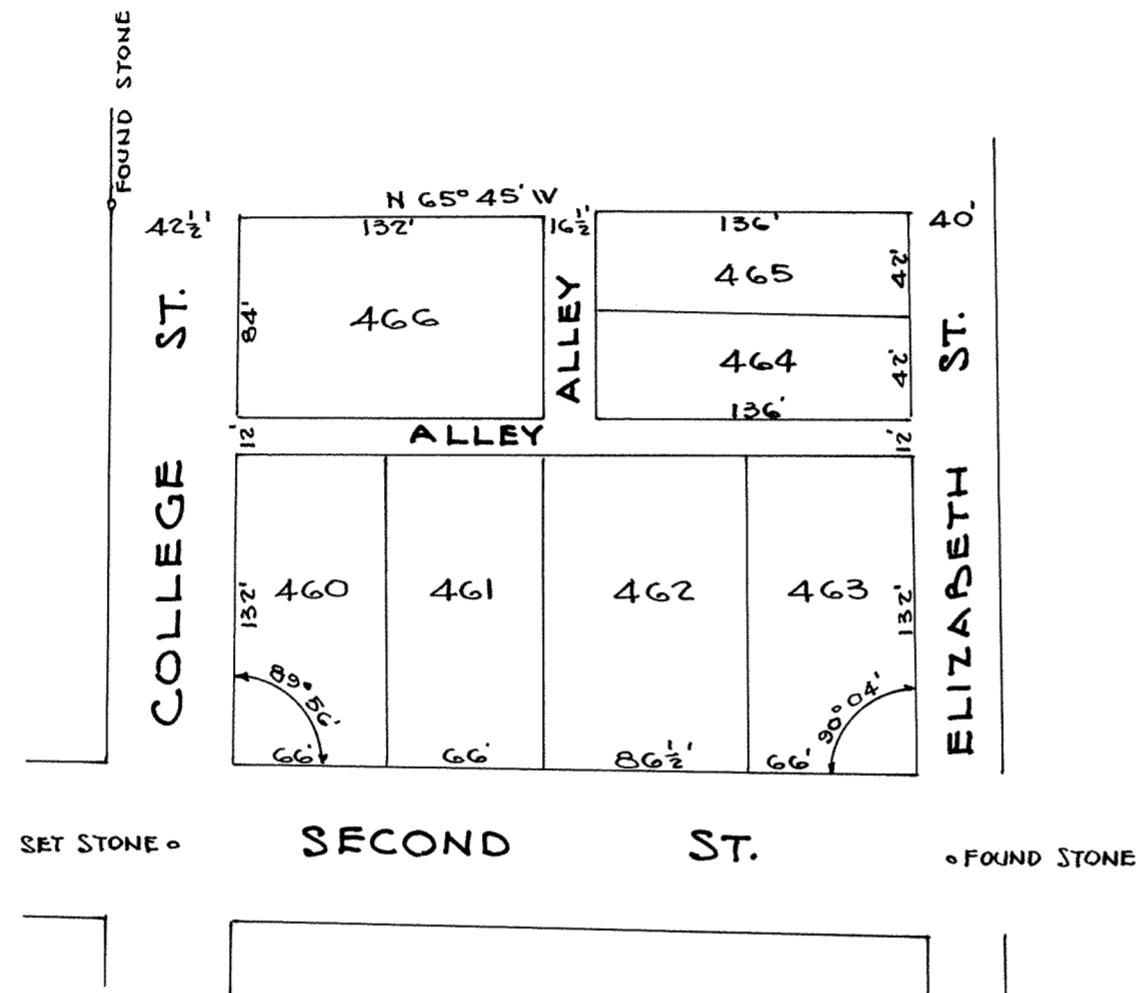 FOUND STONE
N 65° 45' W
42½'
132'
16½'
136'
40'
COLLEGE ST.
84'
466
ALLEY
465
42'
464
42'
136'
ELIZABETH ST.
12'
ALLEY
12'
132'
460
461
462
463
132'
89° 56'
90° 04'
66'
66'
86½'
66'
SET STONE
SECOND ST.
FOUND STONE